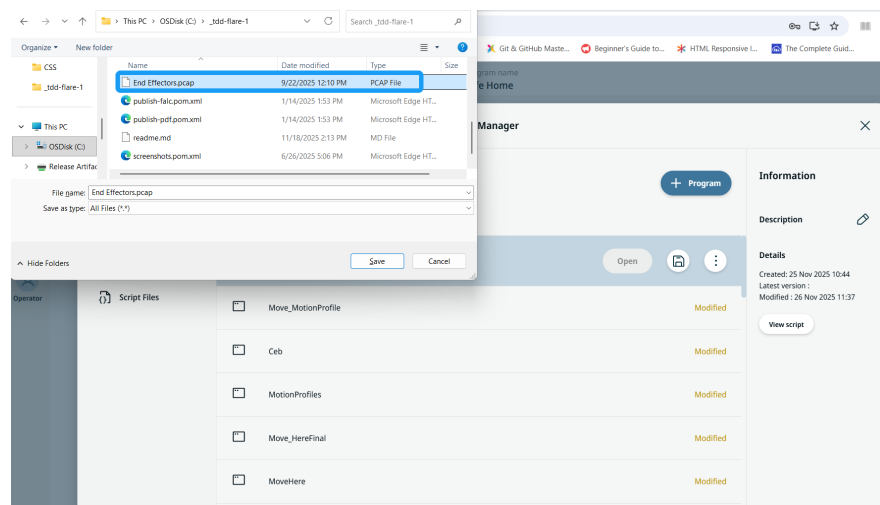 This PC > OSDisk (C:) > _tdd-flare-1
Search _tdd-flare-1
Organize
New folder
CSS
_tdd-flare-1
This PC
OSDisk (C:)
Release Artifac
Name Date modified Type Size
End Effectors.pcap 9/22/2025 12:10 PM PCAP File
publish-falc.pom.xml 1/14/2025 1:53 PM Microsoft Edge HT...
publish-pdf.pom.xml 1/14/2025 1:53 PM Microsoft Edge HT...
readme.md 11/18/2025 2:13 PM MD File
screenshots.pom.xml 6/26/2025 5:06 PM Microsoft Edge HT...
File name: End Effectors.pcap
Save as type: All Files (*.*)
Hide Folders
Save
Cancel
Git & GitHub Maste...
Beginner's Guide to...
HTML Responsive l...
The Complete Guid...
gram name
e Home
Manager
+ Program
Open
Operator
Script Files
Move_MotionProfile Modified
Ceb Modified
MotionProfiles Modified
Move_HereFinal Modified
MoveHere Modified
Information
Description
Details
Created: 25 Nov 2025 10:44
Latest version :
Modified : 26 Nov 2025 11:37
View script